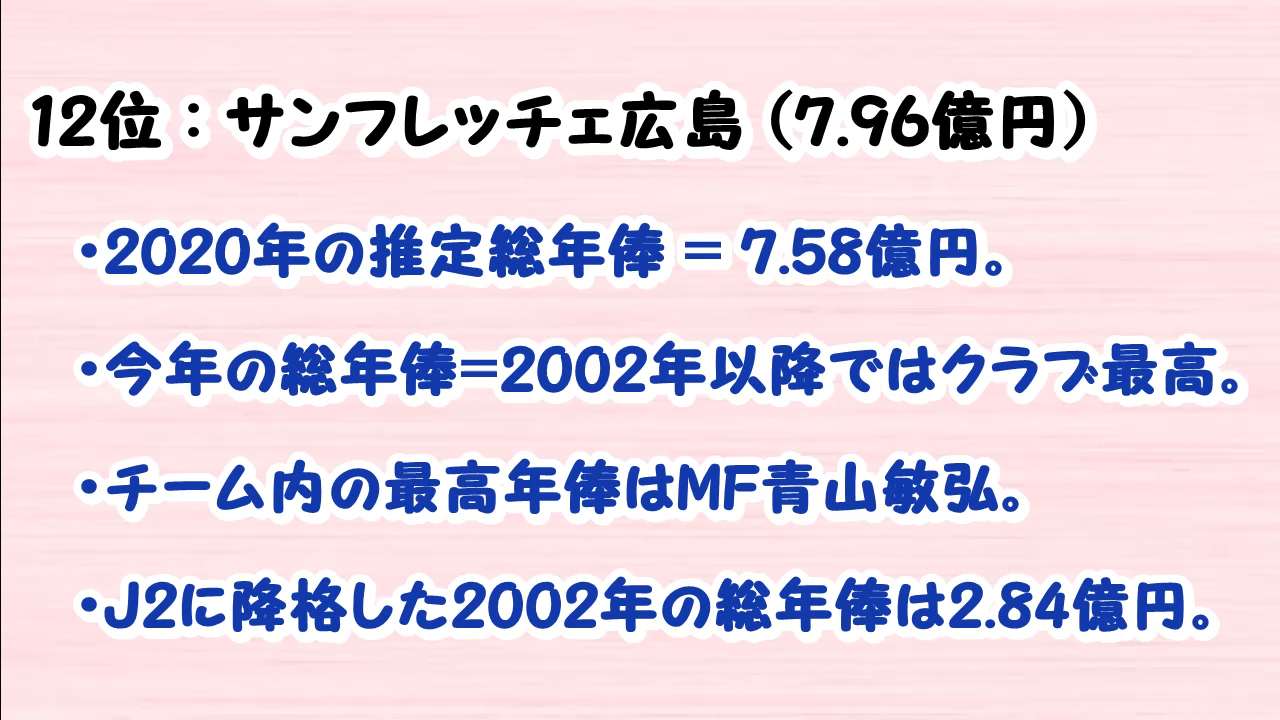 12位：サンフレッチェ広島（7.96億円）
・2020年の推定総年俸＝7.58億円。
・今年の総年俸=2002年以降ではクラブ最高。
・チーム内の最高年俸はMF青山敏弘。
・J2に降格した2002年の総年俸は2.84億円。